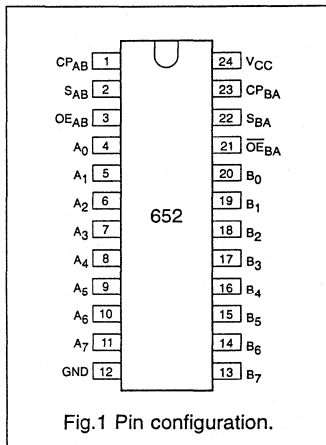 CPAB 1 24 VCC
SAB 2 23 CPBA
OEAB 3 22 SBA
A0 4 21 OEBA
A1 5 20 B0
A2 6 19 B1
A3 7 18 B2
652
A4 8 17 B3
A5 9 16 B4
A6 10 15 B5
A7 11 14 B6
GND 12 13 B7
Fig.1 Pin configuration.